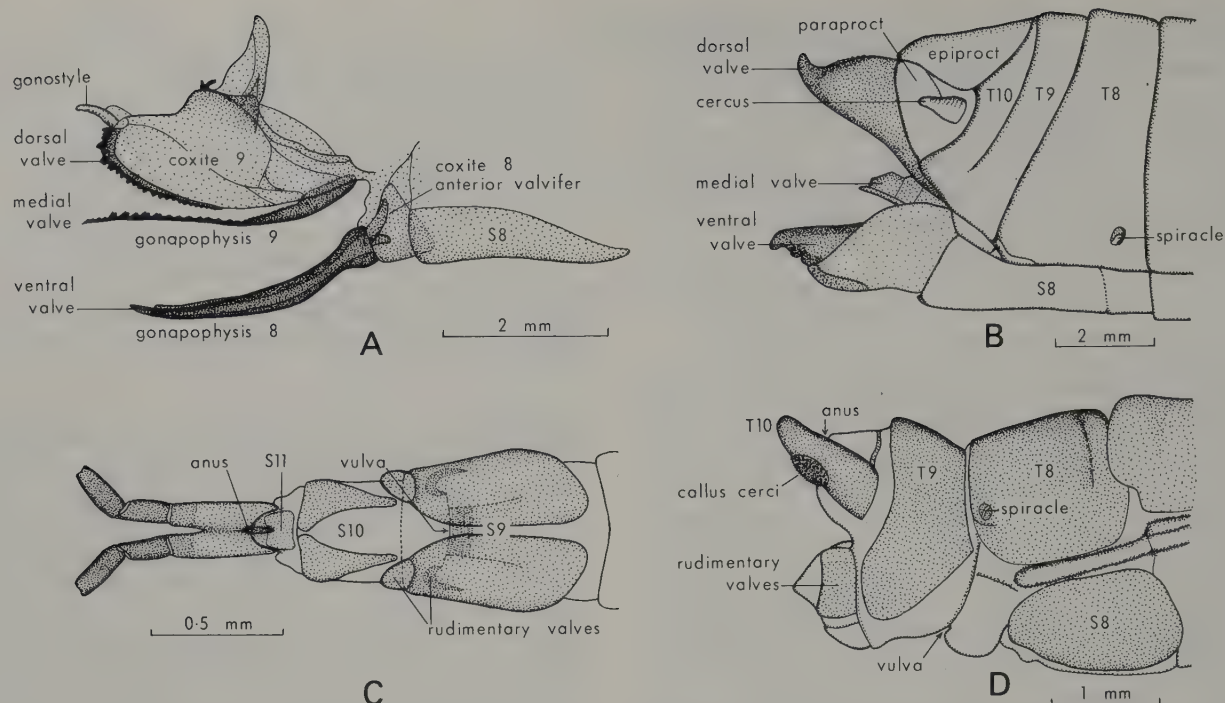 gonostyle
dorsal
valve
coxite 9
medial
valve
gonapophysis 9
coxite 8
anterior valvifer
S8
ventral
valve
gonapophysis 8
2 mm
A
paraproct
dorsal
valve
epiproct
cercus
T10
T9
T8
medial valve
ventral
valve
spiracle
S8
B
2 mm
anus
S11
vulva
S10
S9
0·5 mm
rudimentary valves
C
T10
anus
callus cerci
T9
T8
spiracle
rudimentary
valves
S8
vulva
D
1 mm